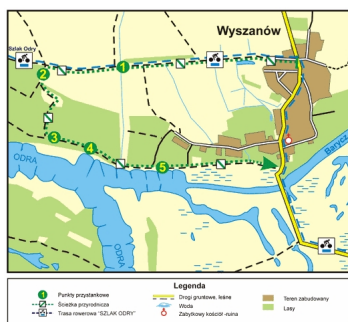 Wyszanów
Szlak Odry
1
2
3
4
5
ODRA
ODRA
Barycz
Legenda
1 Punkty przystankowe
Ścieżka przyrodnicza
Trasa rowerowa "SZLAK ODRY"
Drogi gruntowe, leśne
Woda
Zabytkowy kościół -ruina
Teren zabudowany
Lasy